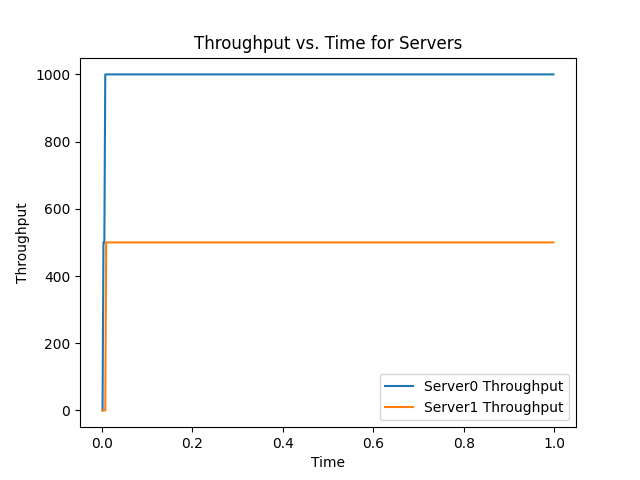 Throughput vs. Time for Servers
Throughput
1000
800
600
400
200
0
0.0 0.2 0.4 0.6 0.8 1.0
Time
Server0 Throughput
Server1 Throughput